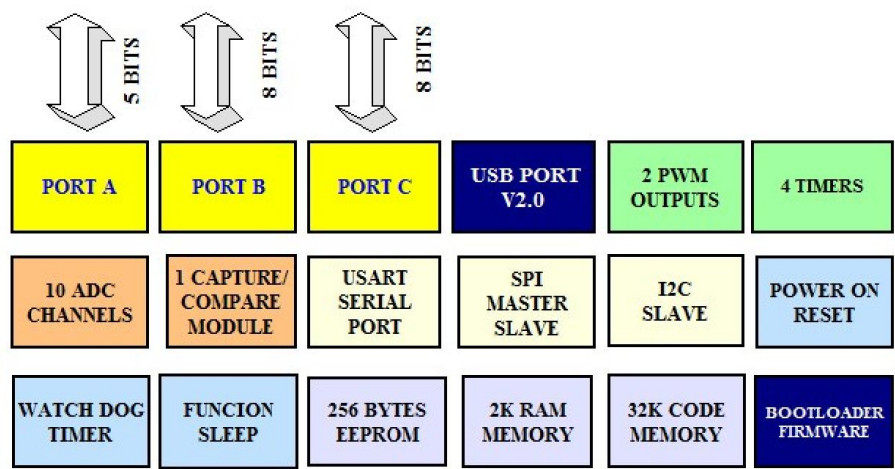 5 BITS
8 BITS
8 BITS
PORT A
PORT B
PORT C
USB PORT
V2.0
2 PWM
OUTPUTS
4 TIMERS
10 ADC
CHANNELS
1 CAPTURE/
COMPARE
MODULE
USART
SERIAL
PORT
SPI
MASTER
SLAVE
I2C
SLAVE
POWER ON
RESET
WATCH DOG
TIMER
FUNCION
SLEEP
256 BYTES
EEPROM
2K RAM
MEMORY
32K CODE
MEMORY
BOOTLOADER
FIRMWARE